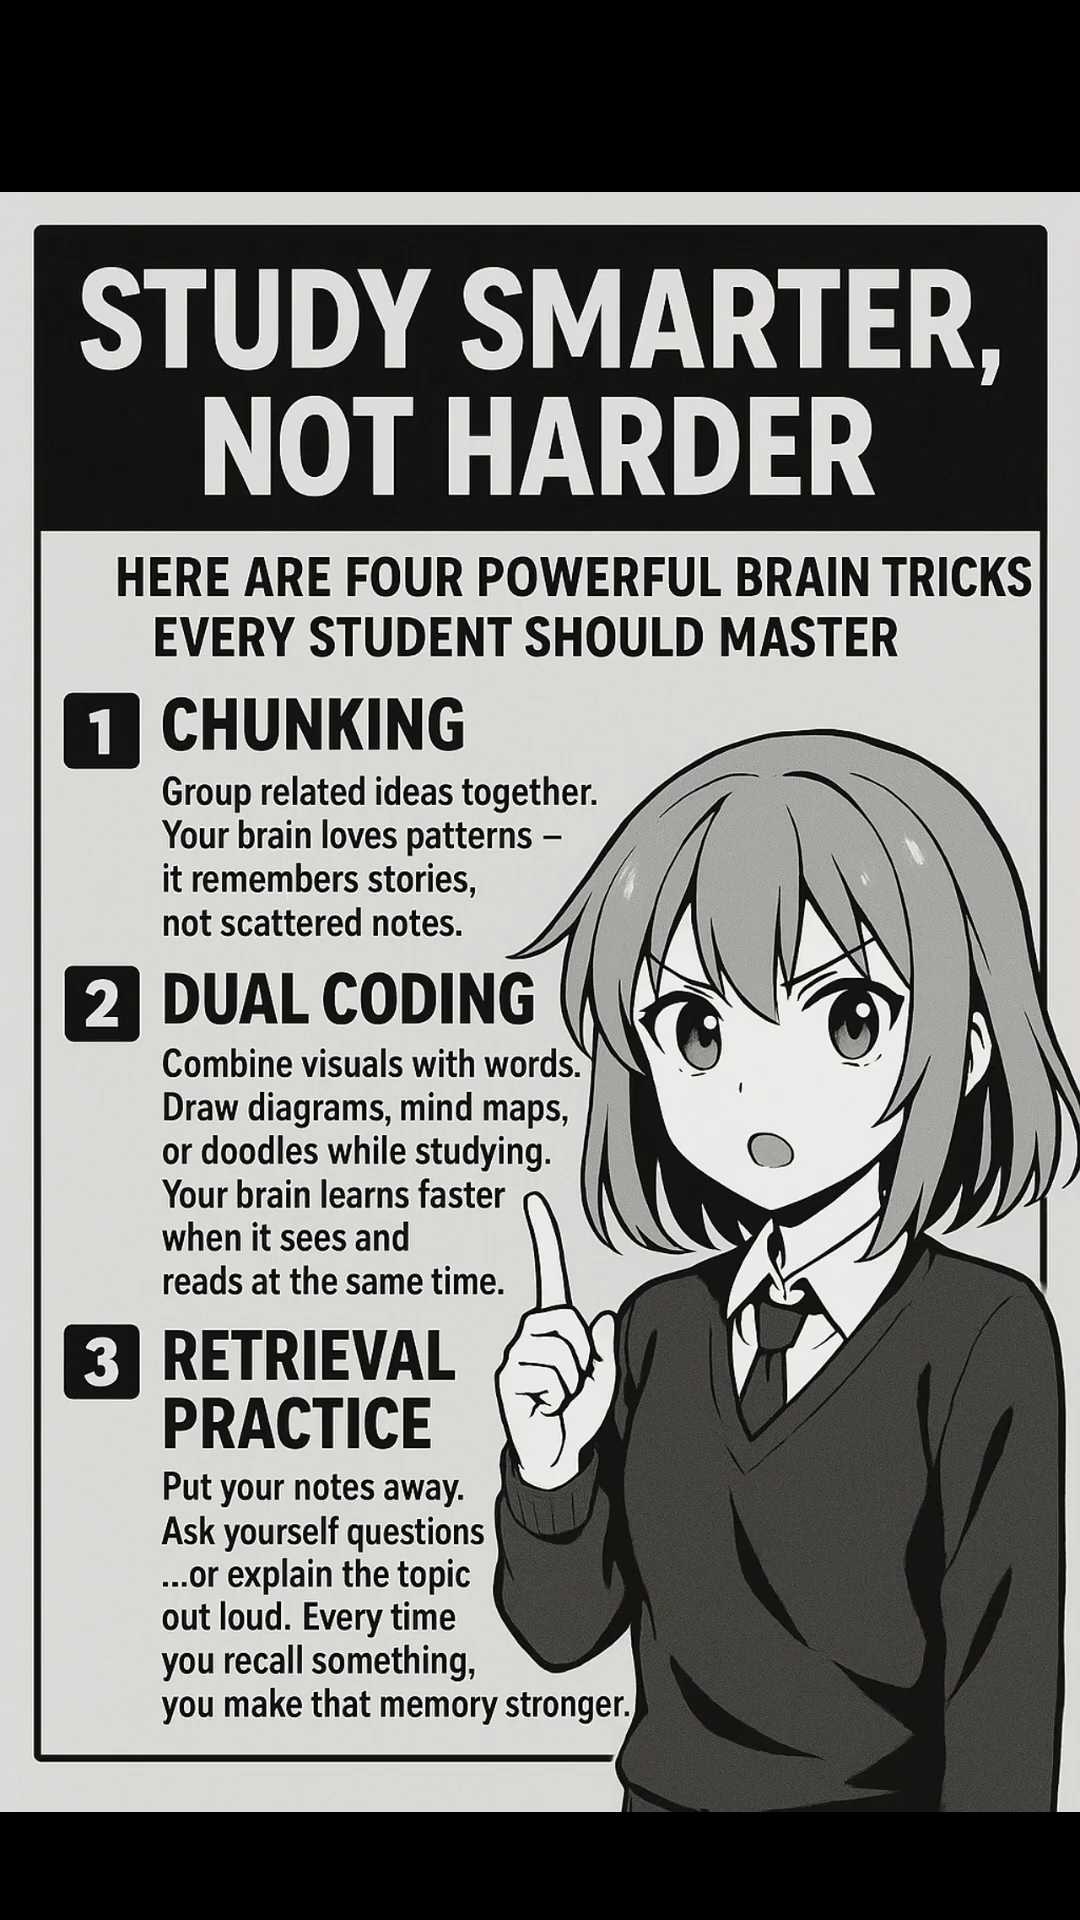 STUDY SMARTER,
NOT HARDER
HERE ARE FOUR POWERFUL BRAIN TRICKS
EVERY STUDENT SHOULD MASTER
1 CHUNKING
Group related ideas together.
Your brain loves patterns –
it remembers stories,
not scattered notes.
2 DUAL CODING
Combine visuals with words.
Draw diagrams, mind maps,
or doodles while studying.
Your brain learns faster
when it sees and
reads at the same time.
3 RETRIEVAL
PRACTICE
Put your notes away.
Ask yourself questions
...or explain the topic
out loud. Every time
you recall something,
you make that memory stronger.